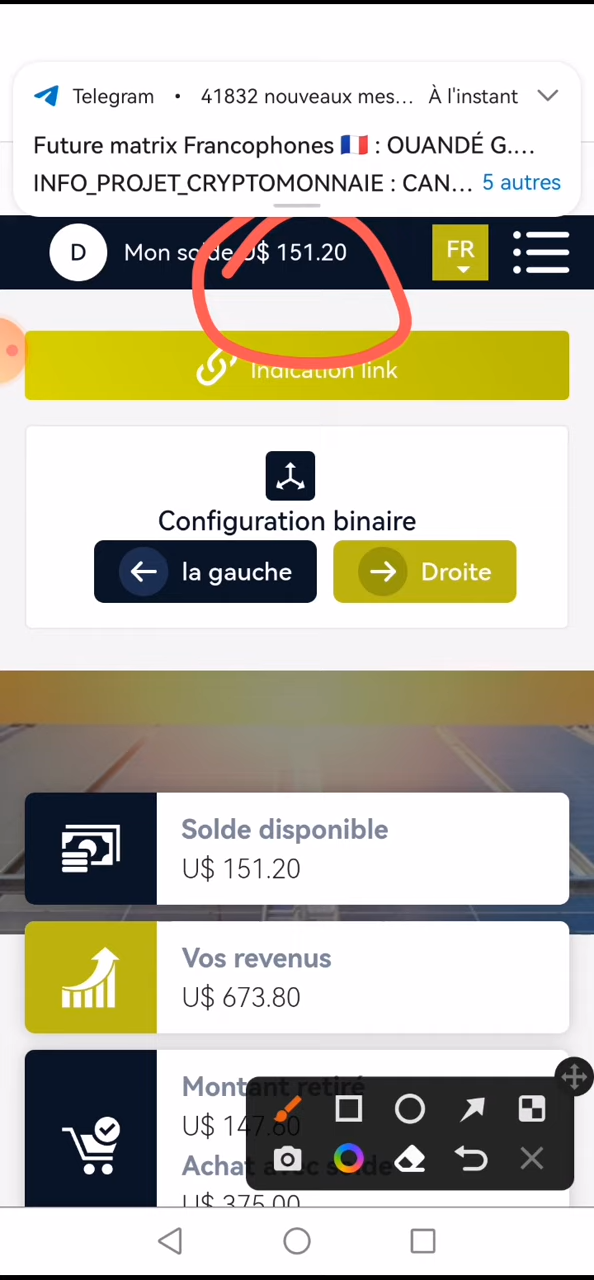 Telegram • 41832 nouveaux mes... À l'instant
Future matrix Francophones 🇫🇷 : OUANDÉ G....
INFO_PROJET_CRYPTOMONNAIE : CAN... 5 autres
D Mon solde U$ 151.20 FR
Indication link
Configuration binaire
la gauche Droite
Solde disponible
U$ 151.20
Vos revenus
U$ 673.80
Montant retiré
U$ 147.60
Achat avec solde
U$ 375.00